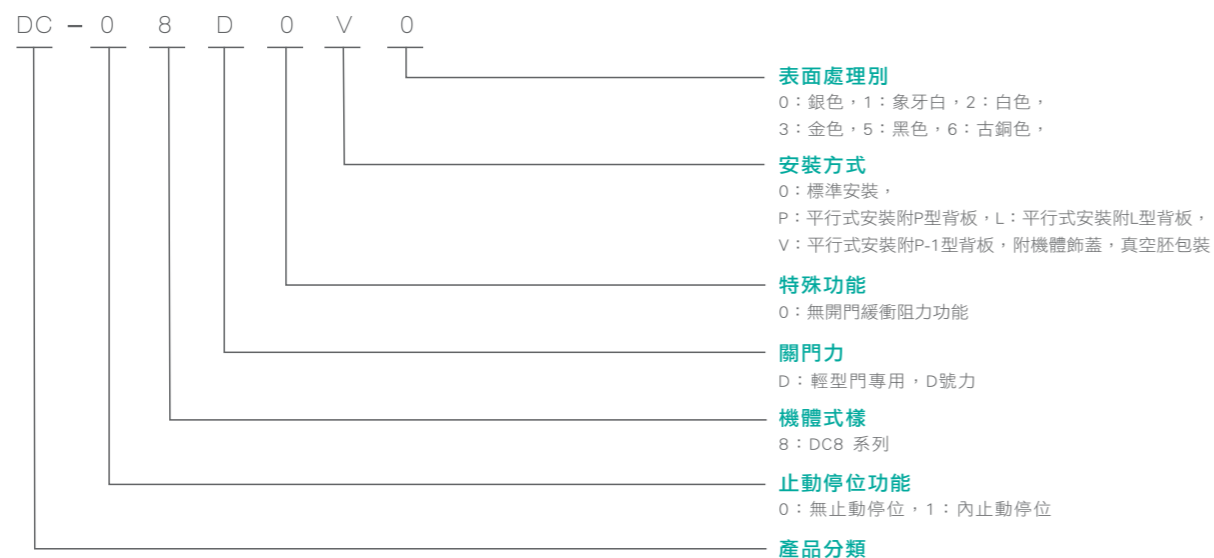 DC - 0 8 D 0 V 0
表面處理別
0：銀色，1：象牙白，2：白色，
3：金色，5：黑色，6：古銅色，
安裝方式
0：標準安裝，
P：平行式安裝附P型背板，L：平行式安裝附L型背板，
V：平行式安裝附P-1型背板，附機體飾蓋，真空胚包裝
特殊功能
0：無開門緩衝阻力功能
關門力
D：輕型門專用，D號力
機體式樣
8：DC8 系列
止動停位功能
0：無止動停位，1：內止動停位
產品分類